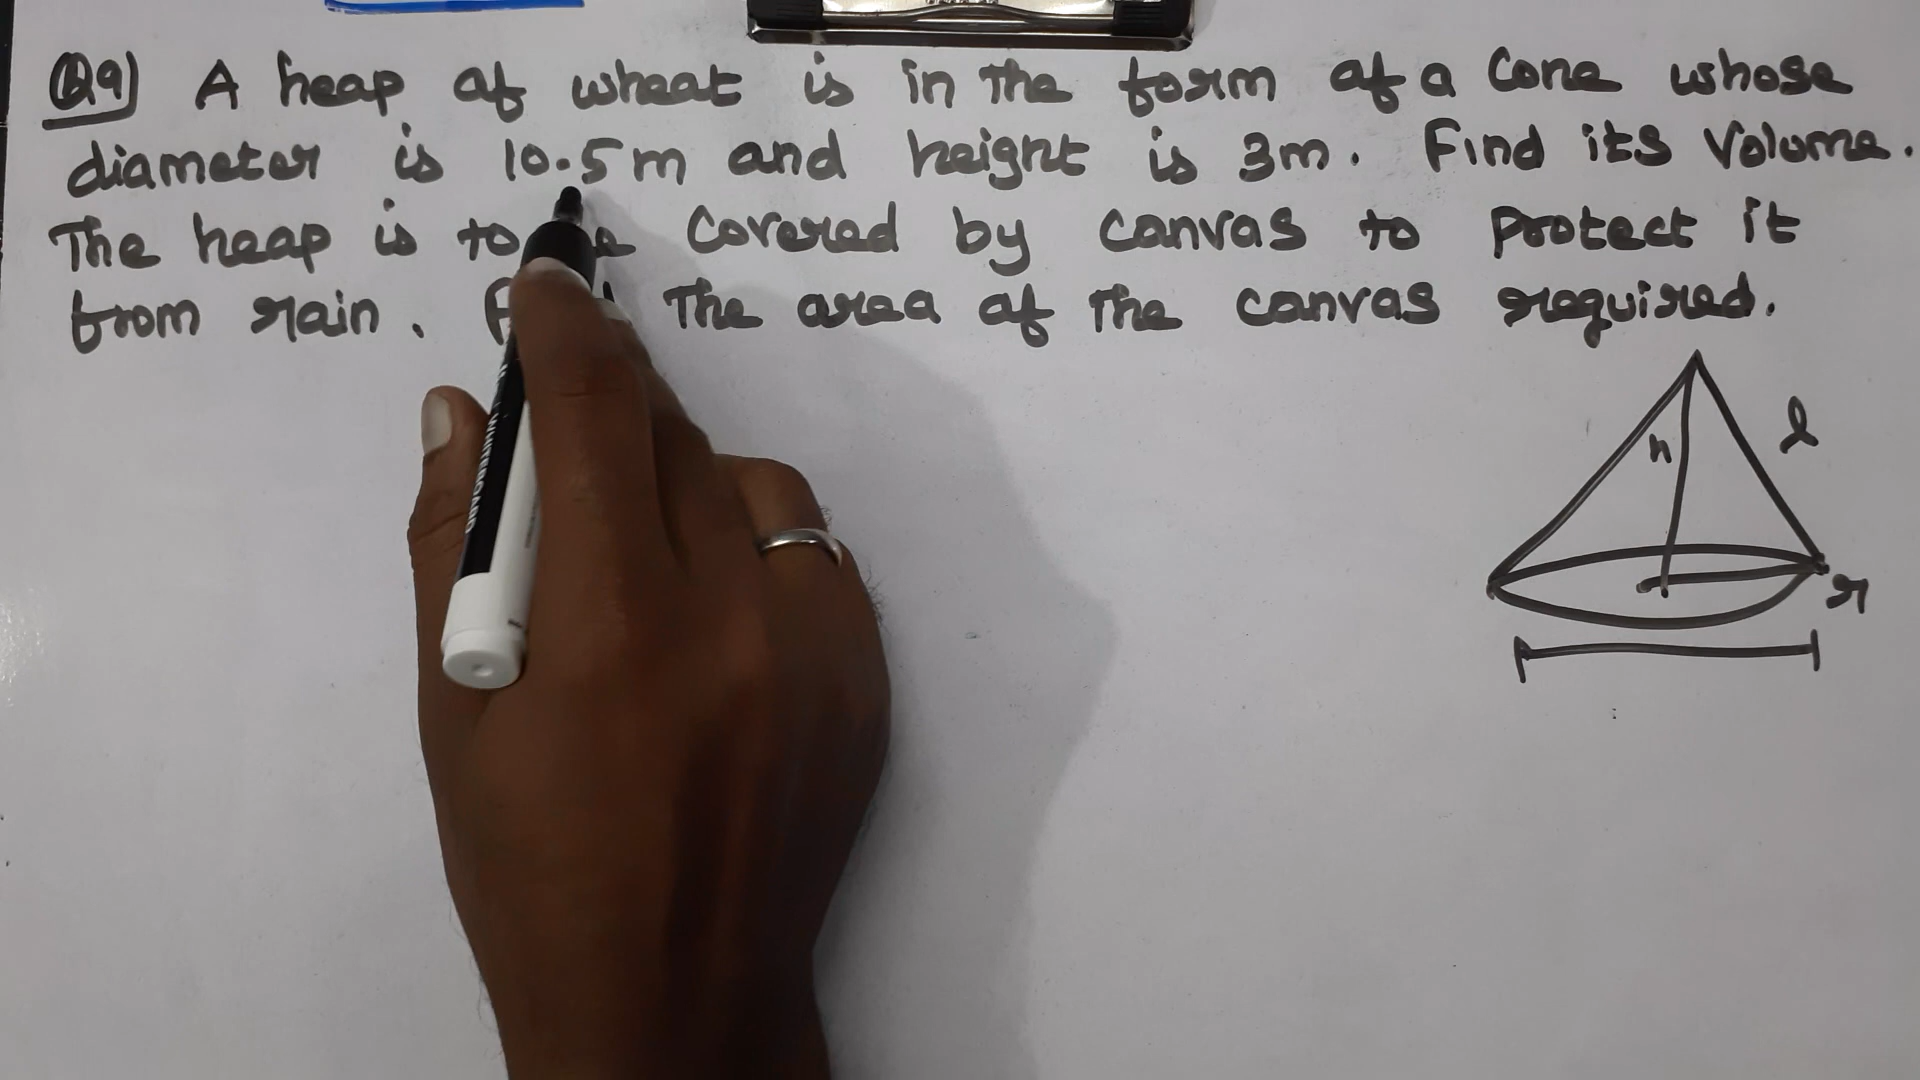 Q9) A heap of wheat is in the form of a cone whose
diameter is 10.5m and height is 3m. Find its volume.
The heap is to covered by canvas to protect it
from rain. the area of the canvas required.
h
l
r
WHITEBOARD